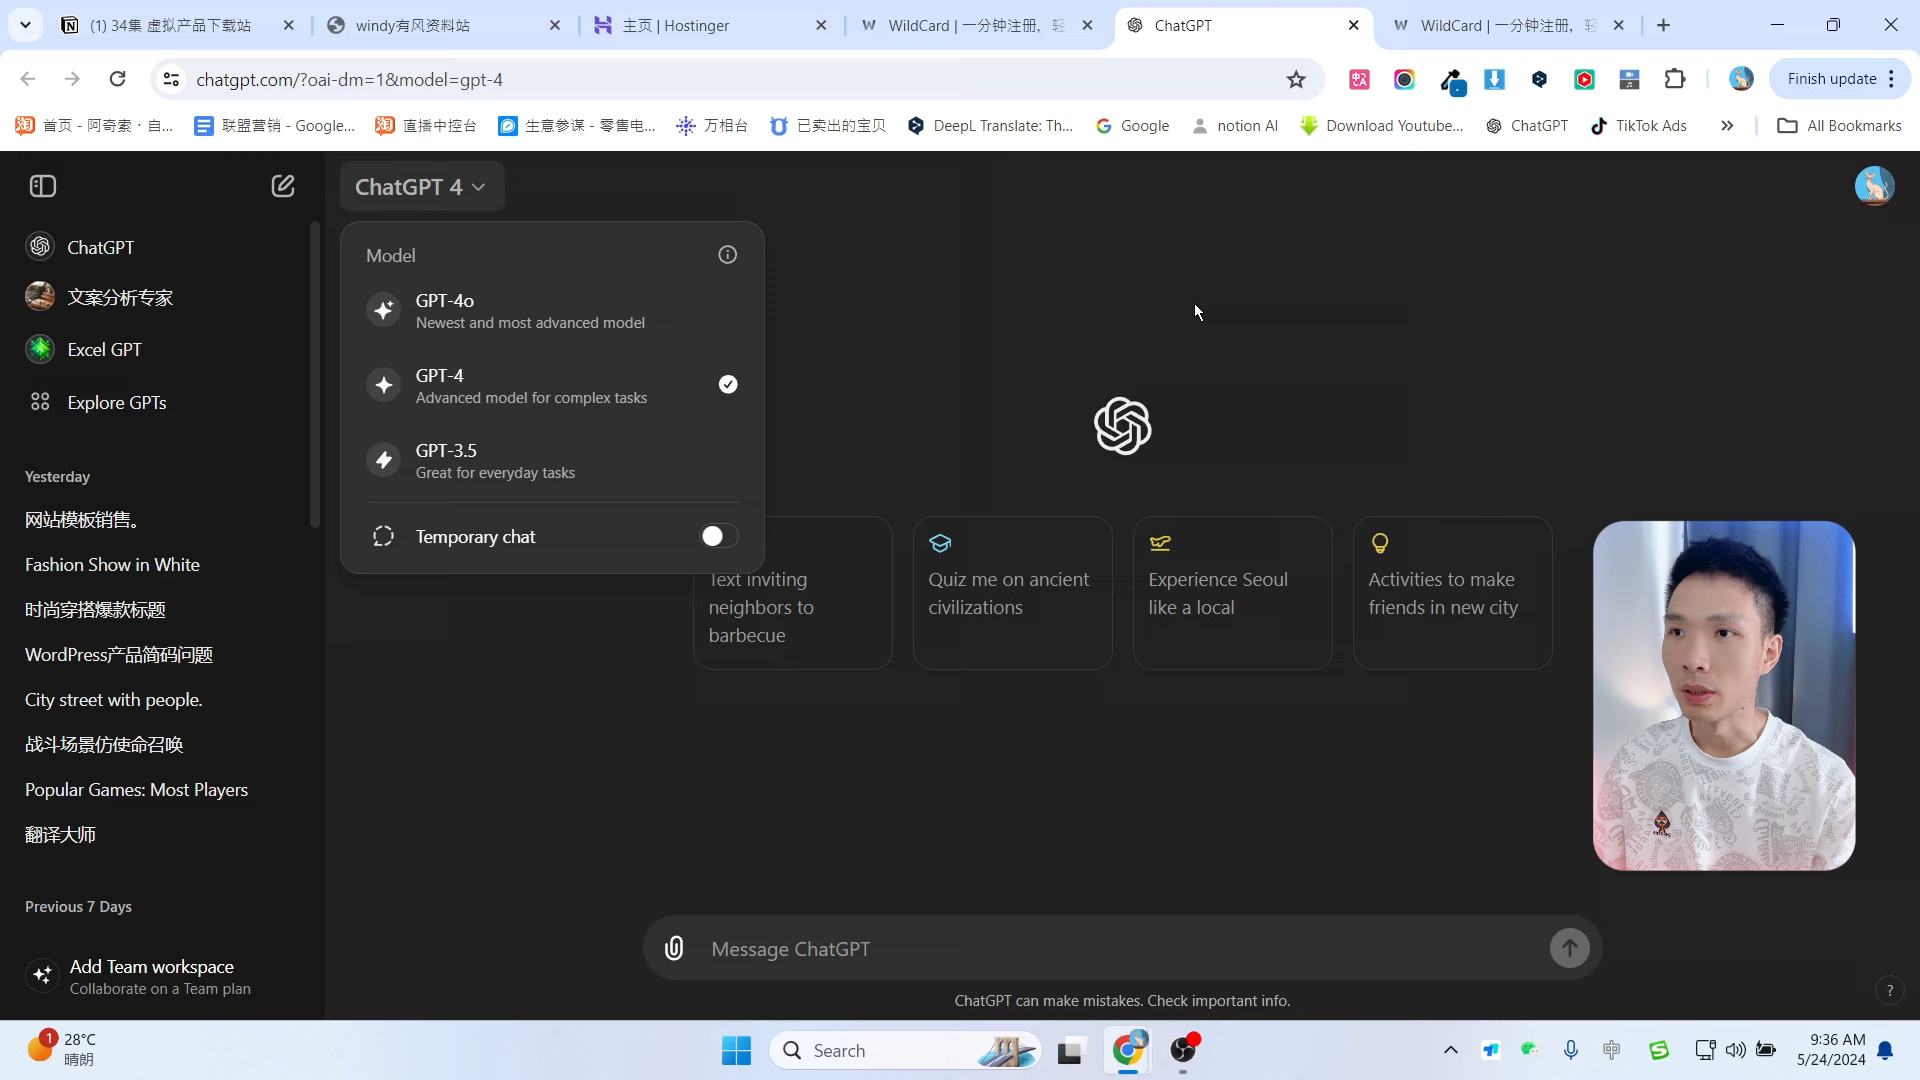 (1) 34集 虚拟产品下载站
windy有风资料站
主页 | Hostinger
WildCard | 一分钟注册,
ChatGPT
WildCard | 一分钟注册,
chatgpt.com/?oai-dm=1&model=gpt-4
Finish update
首页 - 阿奇索 · 自...
联盟营销 - Google...
直播中控台
生意参谋 - 零售电...
万相台
已卖出的宝贝
DeepL Translate: Th...
Google
notion AI
Download Youtube...
ChatGPT
TikTok Ads
All Bookmarks
ChatGPT 4
ChatGPT
文案分析专家
Excel GPT
Explore GPTs
Yesterday
网站模板销售。
Fashion Show in White
时尚穿搭爆款标题
WordPress产品简码问题
City street with people.
战斗场景仿使命召唤
Popular Games: Most Players
翻译大师
Previous 7 Days
Add Team workspace
Collaborate on a Team plan
Model
GPT-4o
Newest and most advanced model
GPT-4
Advanced model for complex tasks
GPT-3.5
Great for everyday tasks
Temporary chat
Text inviting
neighbors to
barbecue
Quiz me on ancient
civilizations
Experience Seoul
like a local
Activities to make
friends in new city
Message ChatGPT
ChatGPT can make mistakes. Check important info.
?
1
28°C
晴朗
Search
中
9:36 AM
5/24/2024